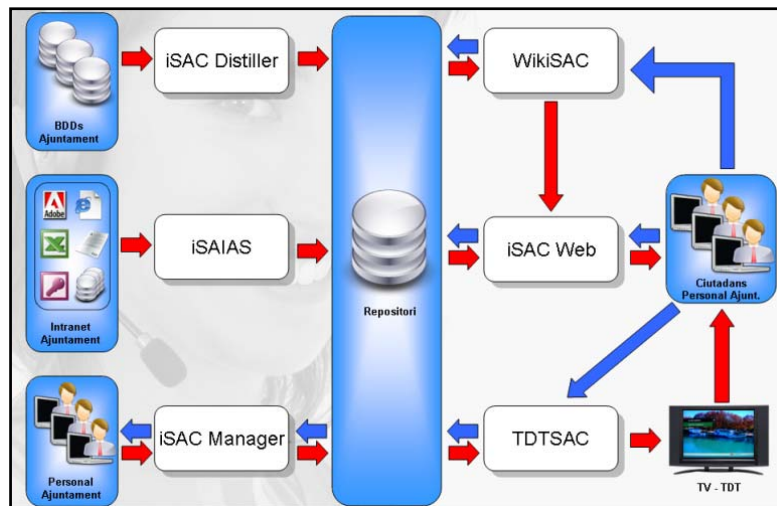 BDDs
Ajuntament
iSAC Distiller
WikiSAC
Adobe
Intranet
Ajuntament
iSAIAS
Repositori
iSAC Web
Ciutadans
Personal Ajunt.
Personal
Ajuntament
iSAC Manager
TDTSAC
TV - TDT